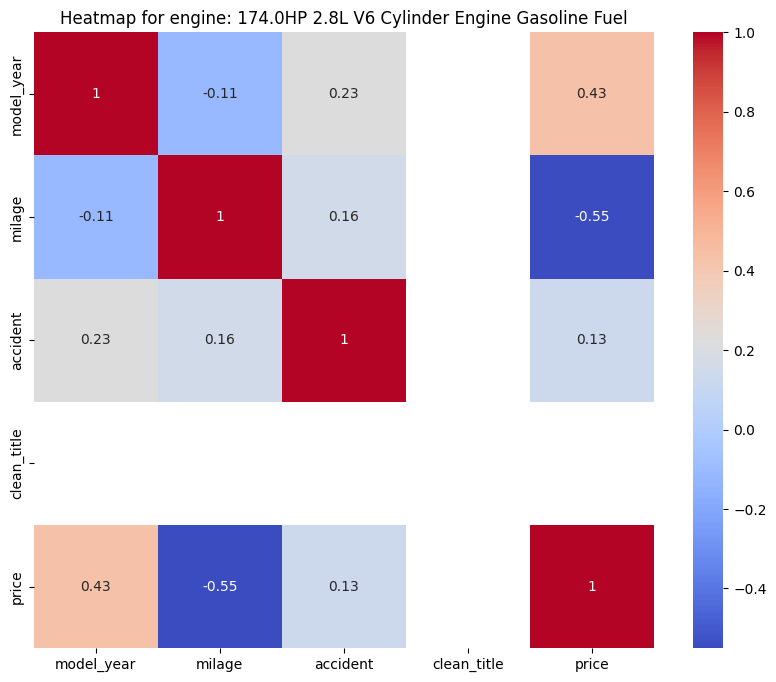 Heatmap for engine: 174.0HP 2.8L V6 Cylinder Engine Gasoline Fuel
model_year
1
-0.11
0.23
0.43
milage
-0.11
1
0.16
-0.55
accident
0.23
0.16
1
0.13
clean_title
price
0.43
-0.55
0.13
1
model_year
milage
accident
clean_title
price
1.0
0.8
0.6
0.4
0.2
0.0
−0.2
−0.4